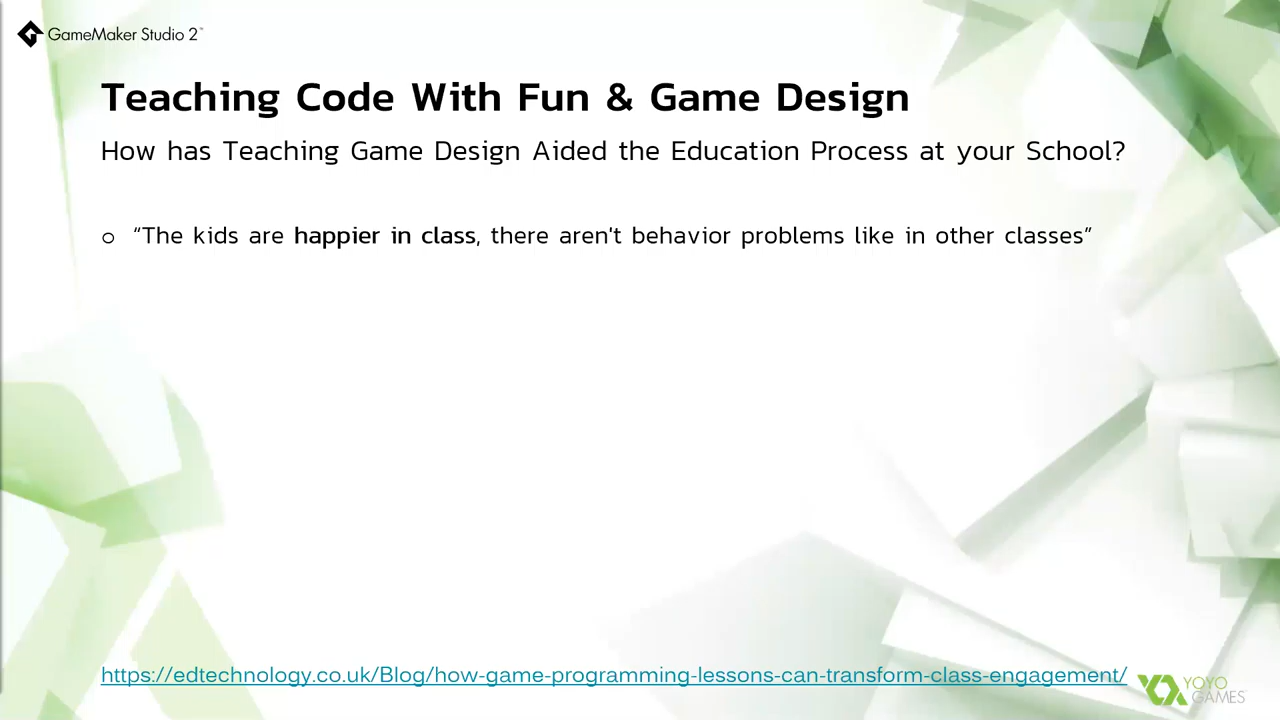 GameMaker Studio 2™
Teaching Code With Fun & Game Design
How has Teaching Game Design Aided the Education Process at your School?
o “The kids are happier in class, there aren't behavior problems like in other classes”
https://edtechnology.co.uk/Blog/how-game-programming-lessons-can-transform-class-engagement/
YOYO
GAMES